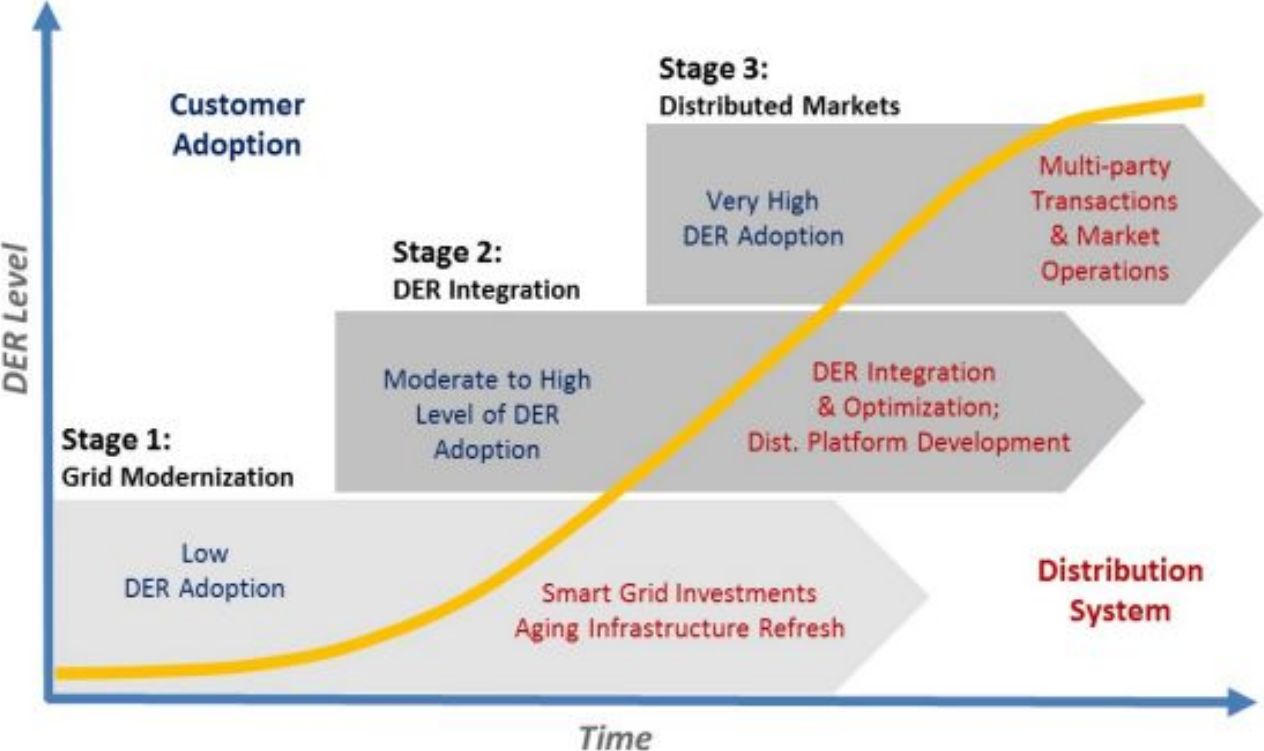 Customer
Adoption
Stage 3:
Distributed Markets
Very High
DER Adoption
Multi-party
Transactions
& Market
Operations
Stage 2:
DER Integration
Moderate to High
Level of DER
Adoption
DER Integration
& Optimization;
Dist. Platform Development
Stage 1:
Grid Modernization
Low
DER Adoption
Smart Grid Investments
Aging Infrastructure Refresh
Distribution
System
DER Level
Time